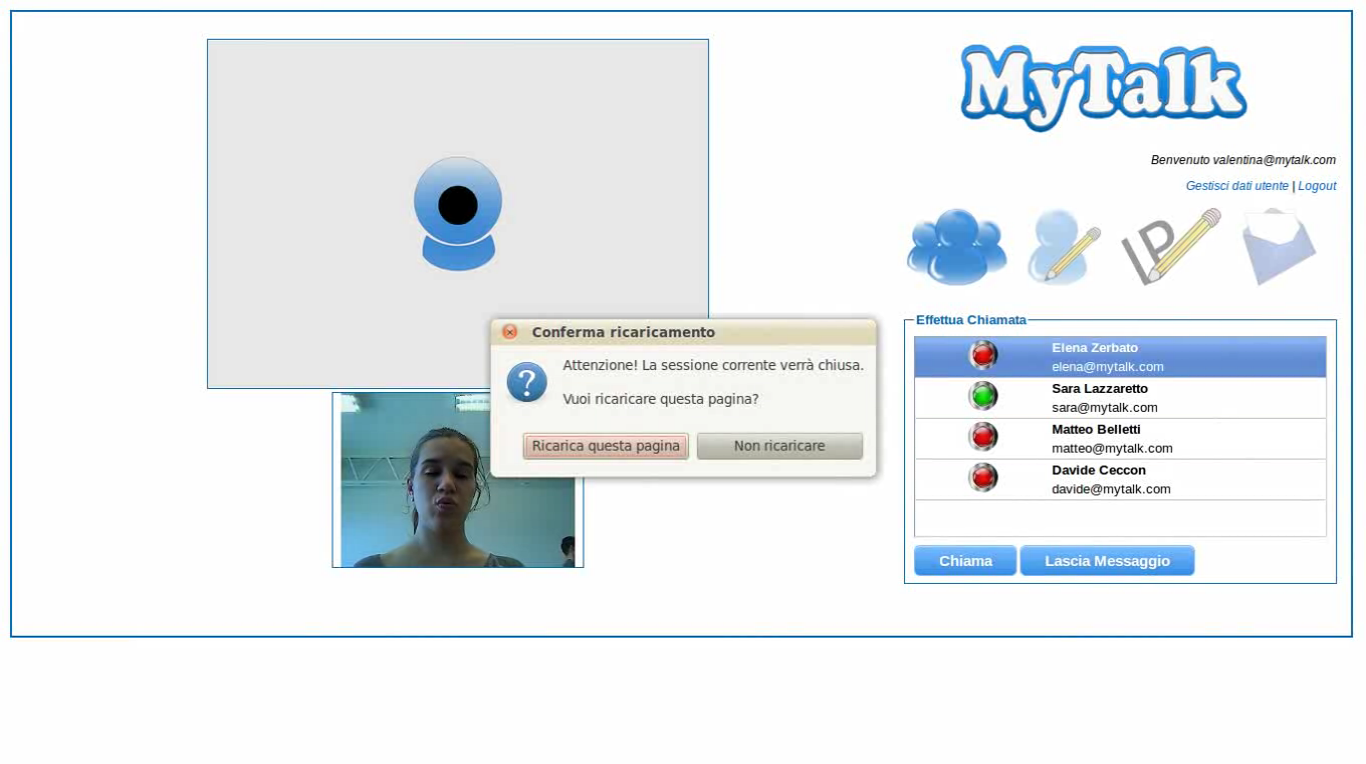 MyTalk
Benvenuto valentina@mytalk.com
Gestisci dati utente | Logout
IP
Effettua Chiamata
Elena Zerbato
elena@mytalk.com
Sara Lazzaretto
sara@mytalk.com
Matteo Belletti
matteo@mytalk.com
Davide Ceccon
davide@mytalk.com
Chiama
Lascia Messaggio
Conferma ricaricamento
Attenzione! La sessione corrente verrà chiusa.
Vuoi ricaricare questa pagina?
Ricarica questa pagina
Non ricaricare